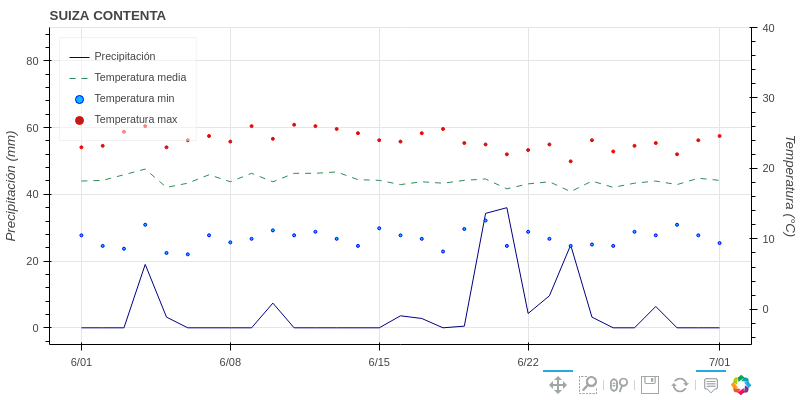 SUIZA CONTENTA
Precipitación
Temperatura media
Temperatura min
Temperatura max
Precipitación (mm)
80
60
40
20
0
Temperatura (°C)
40
30
20
10
0
6/01
6/08
6/15
6/22
7/01